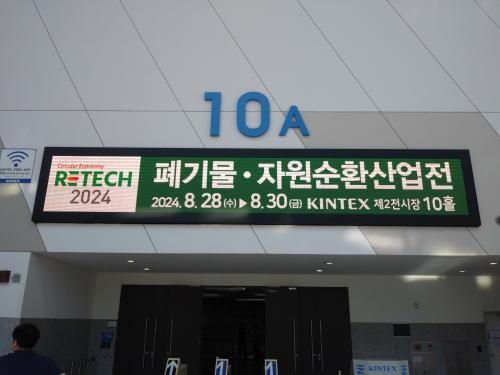 10A
Circular Economy
RETECH
2024
폐기물·자원순환산업전
2024. 8.28(수)▶8.30(금) KINTEX 제2전시장 10홀
KINTEX